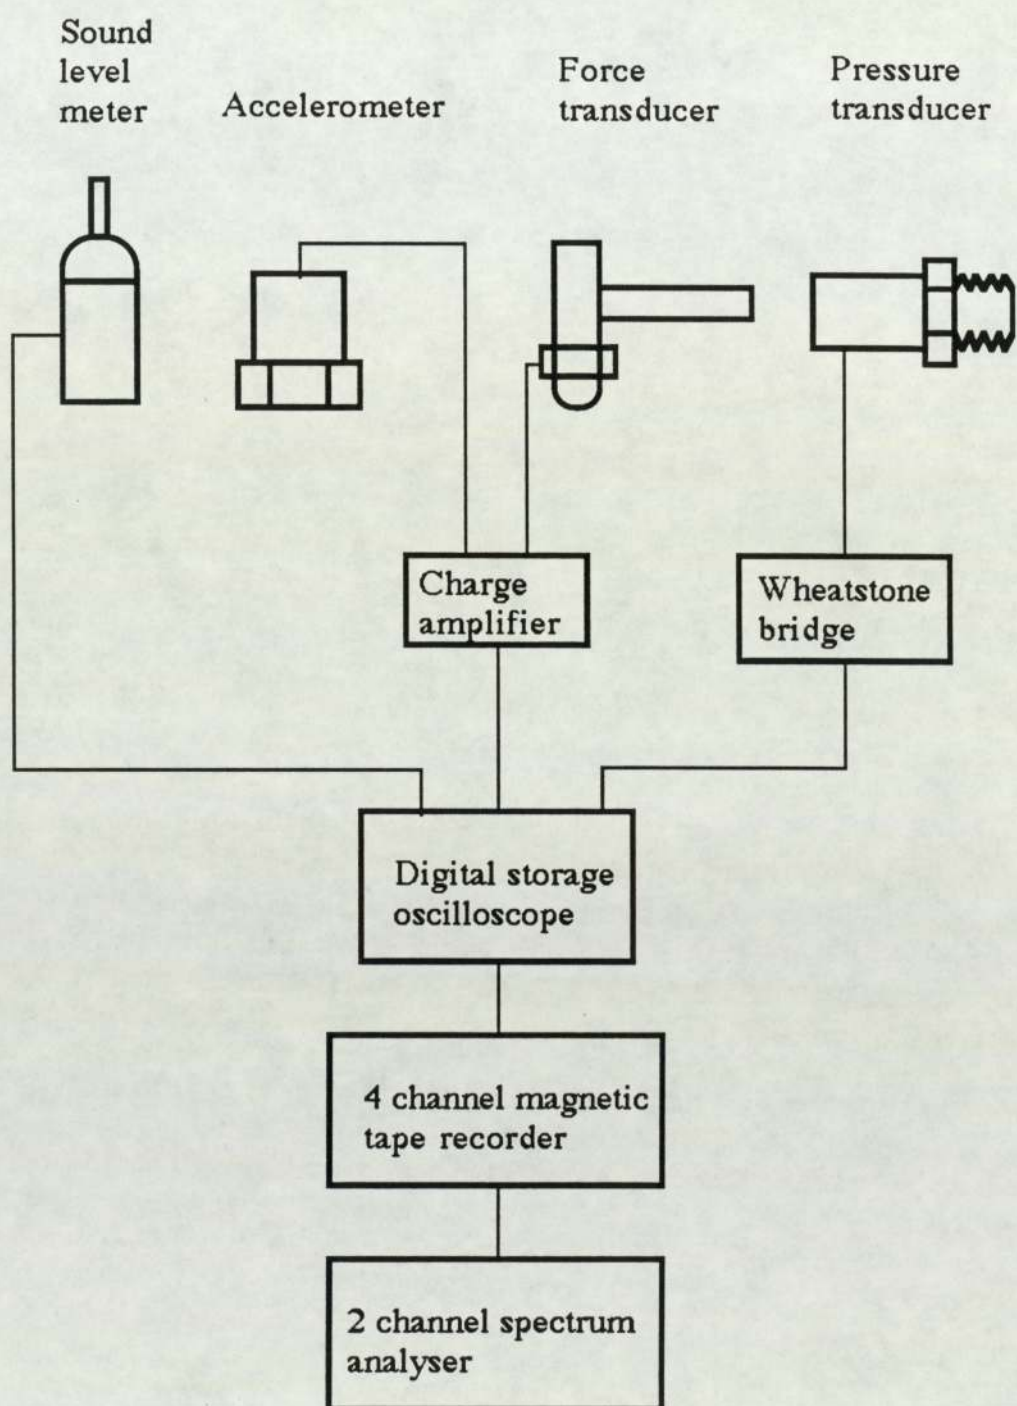 Sound
level
meter
Accelerometer
Force
transducer
Pressure
transducer
Charge
amplifier
Wheatstone
bridge
Digital storage
oscilloscope
4 channel magnetic
tape recorder
2 channel spectrum
analyser